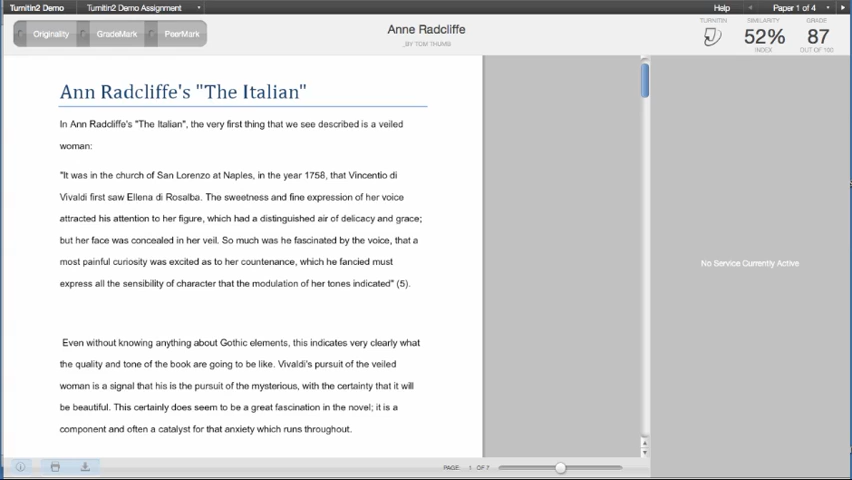 Turnitin2 Demo Turnitin2 Demo Assignment Help Paper 1 of 4
Originality GradeMark PeerMark
Anne Radcliffe
BY TOM THUMB
TURNITIN SIMILARITY GRADE
52% 87
INDEX OUT OF 100
Ann Radcliffe's "The Italian"
In Ann Radcliffe's "The Italian", the very first thing that we see described is a veiled
woman:
"It was in the church of San Lorenzo at Naples, in the year 1758, that Vincentio di
Vivaldi first saw Ellena di Rosalba. The sweetness and fine expression of her voice
attracted his attention to her figure, which had a distinguished air of delicacy and grace;
but her face was concealed in her veil. So much was he fascinated by the voice, that a
most painful curiosity was excited as to her countenance, which he fancied must
express all the sensibility of character that the modulation of her tones indicated" (5).
Even without knowing anything about Gothic elements, this indicates very clearly what
the quality and tone of the book are going to be like. Vivaldi's pursuit of the veiled
woman is a signal that his is the pursuit of the mysterious, with the certainty that it will
be beautiful. This certainly does seem to be a great fascination in the novel; it is a
component and often a catalyst for that anxiety which runs throughout.
No Service Currently Active
PAGE: 1 OF 7